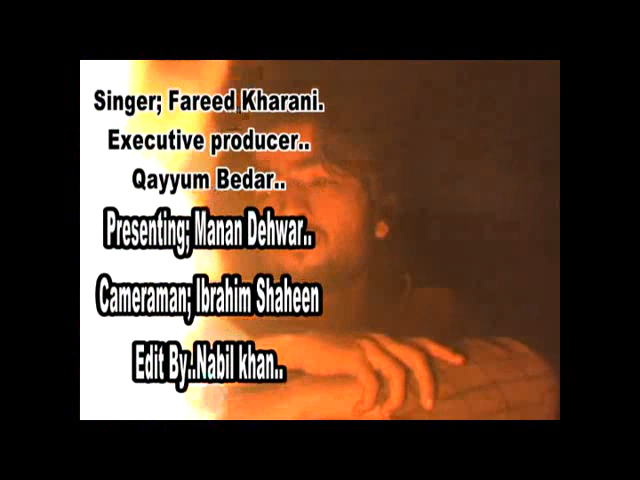 Singer; Fareed Kharani.
Executive producer..
Qayyum Bedar..
Presenting; Manan Dehwar..
Cameraman; Ibrahim Shaheen
Edit By..Nabil khan..